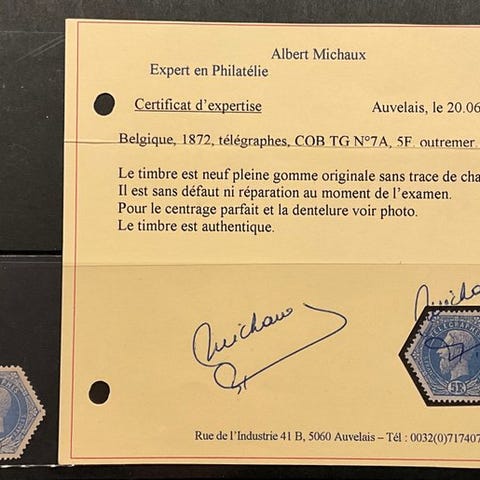 Albert Michaux
Expert en Philatélie
Certificat d'expertise
Auvelais, le 20.06
Belgique, 1872, télégraphes, COB TG N°7A, 5F. outremer.
Le timbre est neuf pleine gomme originale sans trace de cha
Il est sans défaut ni réparation au moment de l'examen.
Pour le centrage parfait et la dentelure voir photo.
Le timbre est authentique.
Michaux
TÉLÉGRAPHES
5F
Rue de l'Industrie 41 B, 5060 Auvelais – Tél : 0032(0)717407